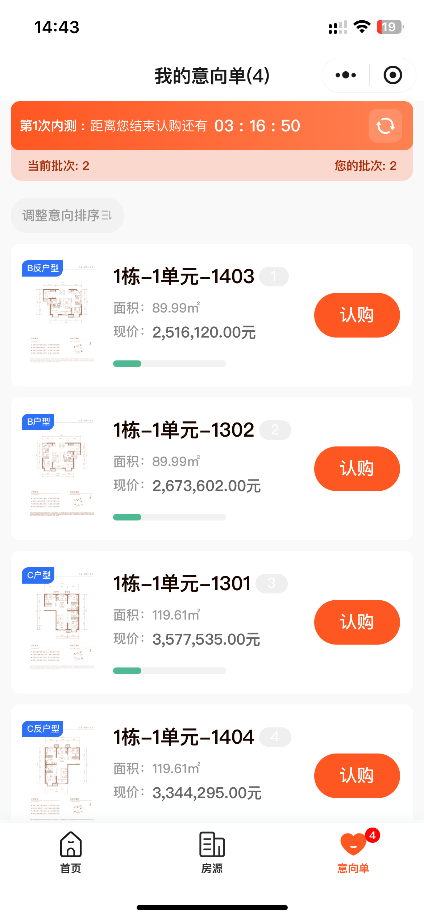 14:43
19
我的意向单(4)
第1次内测：距离您结束认购还有 03：16：50
当前批次: 2 您的批次: 2
调整意向排序
B反户型
1栋-1单元-1403 1
面积： 89.99㎡
现价： 2,516,120.00元
认购
B户型
1栋-1单元-1302 2
面积： 89.99㎡
现价： 2,673,602.00元
认购
C户型
1栋-1单元-1301 3
面积： 119.61㎡
现价： 3,577,535.00元
认购
C反户型
1栋-1单元-1404 4
面积： 119.61㎡
现价： 3,344,295.00元
认购
4
首页 房源 意向单